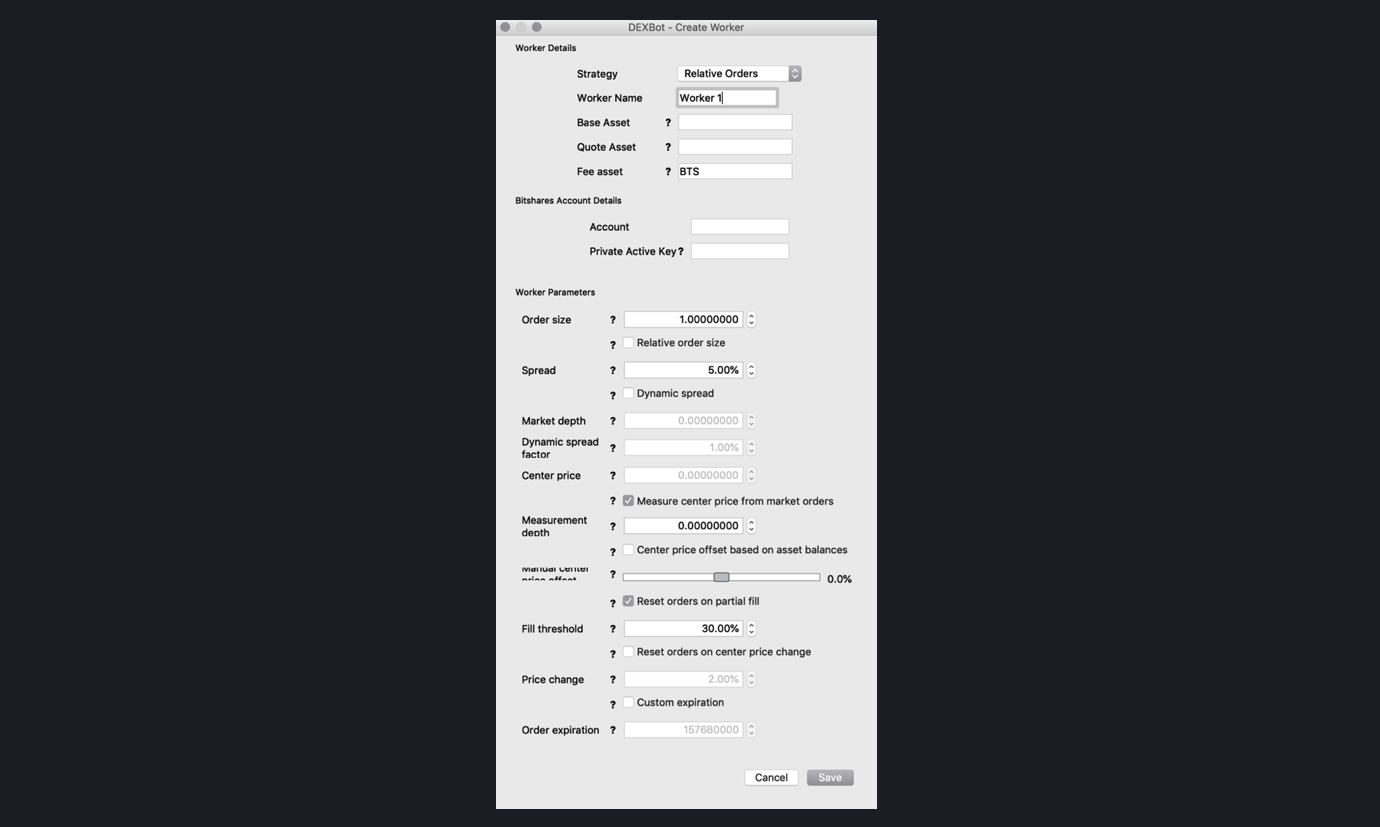 DEXBot - Create Worker
Worker Details
Strategy Relative Orders
Worker Name Worker 1
Base Asset ?
Quote Asset ?
Fee asset ? BTS
Bitshares Account Details
Account
Private Active Key ?
Worker Parameters
Order size ? 1.00000000
? Relative order size
Spread ? 5.00%
? Dynamic spread
Market depth ? 0.00000000
Dynamic spread
factor ? 1.00%
Center price ? 0.00000000
? Measure center price from market orders
Measurement
depth ? 0.00000000
? Center price offset based on asset balances
Manual center
price offset ? 0.0%
? Reset orders on partial fill
Fill threshold ? 30.00%
? Reset orders on center price change
Price change ? 2.00%
? Custom expiration
Order expiration ? 157680000
Cancel Save